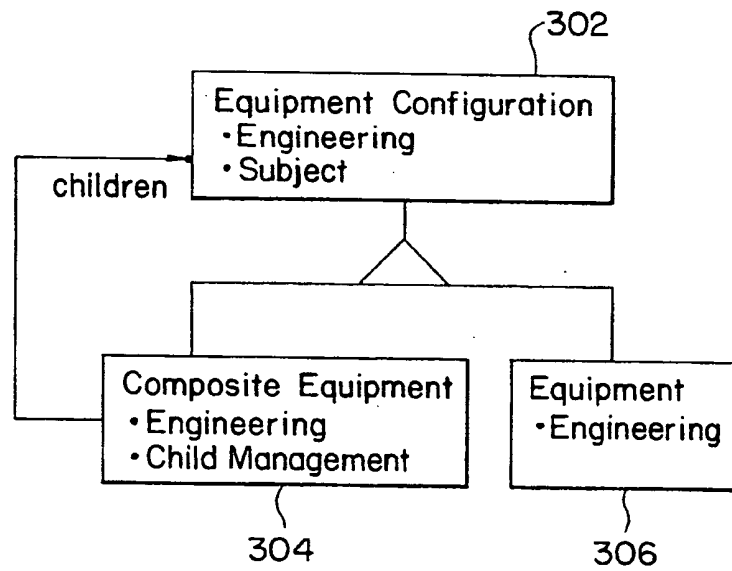 302
Equipment Configuration
• Engineering
• Subject
children
Composite Equipment
• Engineering
• Child Management
Equipment
• Engineering
304
306